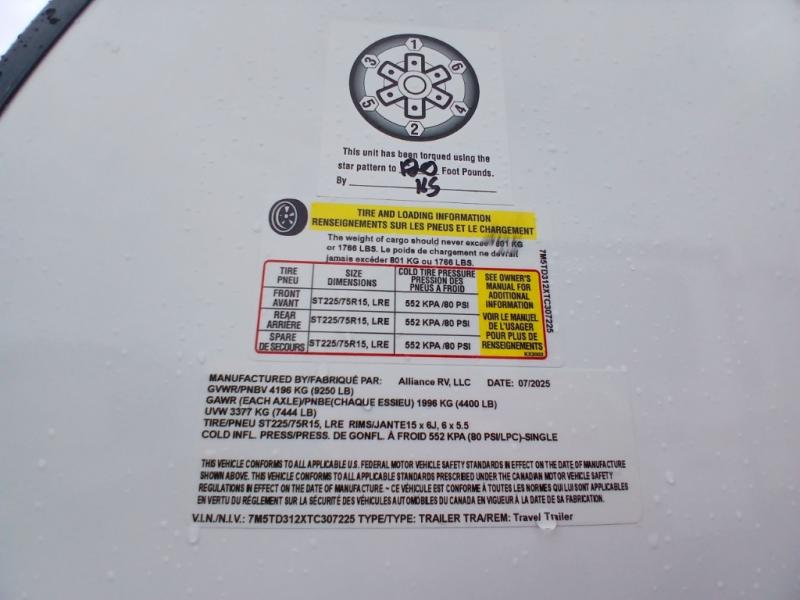 1
3
6
5
4
2
This unit has been torqued using the
star pattern to 120 Foot Pounds.
By KS
TIRE AND LOADING INFORMATION
RENSEIGNEMENTS SUR LES PNEUS ET LE CHARGEMENT
The weight of cargo should never exceed 801 KG
or 1766 LBS. Le poids de chargement ne devrait
jamais excéder 801 KG ou 1766 LBS.
7M5TD312XTC307225
TIRE PNEU SIZE DIMENSIONS COLD TIRE PRESSURE PRESSION DES PNEUS A FROID
FRONT AVANT ST225/75R15, LRE 552 KPA /80 PSI
REAR ARRIÈRE ST225/75R15, LRE 552 KPA /80 PSI
SPARE DE SECOURS ST225/75R15, LRE 552 KPA /80 PSI
SEE OWNER'S
MANUAL FOR
ADDITIONAL
INFORMATION
VOIR LE MANUEL
DE L'USAGER
POUR PLUS DE
RENSEIGNEMENTS
MANUFACTURED BY/FABRIQUÉ PAR: Alliance RV, LLC DATE: 07/2025
GVWR/PNBV 4196 KG (9250 LB)
GAWR (EACH AXLE)/PNBE(CHAQUE ESSIEU) 1996 KG (4400 LB)
UVW 3377 KG (7444 LB)
TIRE/PNEU ST225/75R15, LRE RIMS/JANTE15 x 6J, 6 x 5.5
COLD INFL. PRESS/PRESS. DE GONFL. À FROID 552 KPA (80 PSI/LPC)-SINGLE
THIS VEHICLE CONFORMS TO ALL APPLICABLE U.S. FEDERAL MOTOR VEHICLE SAFETY STANDARDS IN EFFECT ON THE DATE OF MANUFACTURE
SHOWN ABOVE. THIS VEHICLE CONFORMS TO ALL APPLICABLE STANDARDS PRESCRIBED UNDER THE CANADIAN MOTOR VEHICLE SAFETY
REGULATIONS IN EFFECT ON THE DATE OF MANUFACTURE. ~ CE VÉHICULE EST CONFORME À TOUTES LES NORMES QUI LUI SONT APPLICABLES
EN VERTU DU RÈGLEMENT SUR LA SÉCURITÉ DES VÉHICULES AUTOMOBILES DU CANADA EN VIGUEUR À LA DATE DE SA FABRICATION.
V.I.N./N.I.V.: 7M5TD312XTC307225 TYPE/TYPE: TRAILER TRA/REM: Travel Trailer